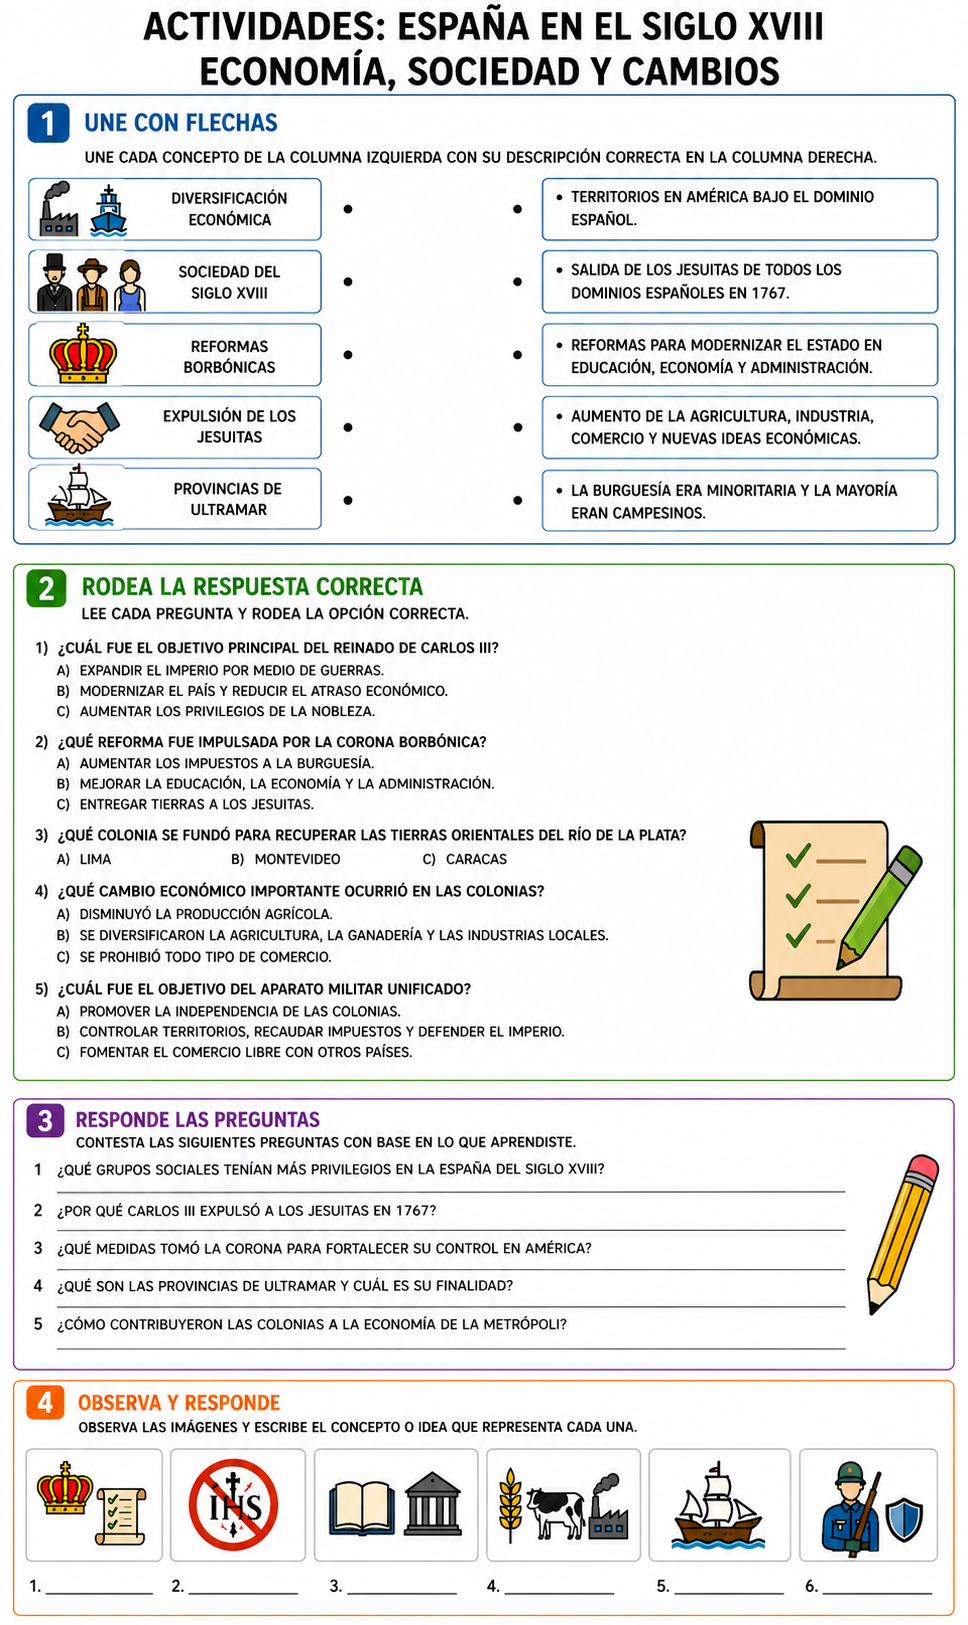 ACTIVIDADES: ESPAÑA EN EL SIGLO XVIII
ECONOMÍA, SOCIEDAD Y CAMBIOS
1 UNE CON FLECHAS
UNE CADA CONCEPTO DE LA COLUMNA IZQUIERDA CON SU DESCRIPCIÓN CORRECTA EN LA COLUMNA DERECHA.
DIVERSIFICACIÓN
ECONÓMICA
• TERRITORIOS EN AMÉRICA BAJO EL DOMINIO
ESPAÑOL.
SOCIEDAD DEL
SIGLO XVIII
• SALIDA DE LOS JESUITAS DE TODOS LOS
DOMINIOS ESPAÑOLES EN 1767.
REFORMAS
BORBÓNICAS
• REFORMAS PARA MODERNIZAR EL ESTADO EN
EDUCACIÓN, ECONOMÍA Y ADMINISTRACIÓN.
EXPULSIÓN DE LOS
JESUITAS
• AUMENTO DE LA AGRICULTURA, INDUSTRIA,
COMERCIO Y NUEVAS IDEAS ECONÓMICAS.
PROVINCIAS DE
ULTRAMAR
• LA BURGUESÍA ERA MINORITARIA Y LA MAYORÍA
ERAN CAMPESINOS.
2 RODEA LA RESPUESTA CORRECTA
LEE CADA PREGUNTA Y RODEA LA OPCIÓN CORRECTA.
1) ¿CUÁL FUE EL OBJETIVO PRINCIPAL DEL REINADO DE CARLOS III?
A) EXPANDIR EL IMPERIO POR MEDIO DE GUERRAS.
B) MODERNIZAR EL PAÍS Y REDUCIR EL ATRASO ECONÓMICO.
C) AUMENTAR LOS PRIVILEGIOS DE LA NOBLEZA.
2) ¿QUÉ REFORMA FUE IMPULSADA POR LA CORONA BORBÓNICA?
A) AUMENTAR LOS IMPUESTOS A LA BURGUESÍA.
B) MEJORAR LA EDUCACIÓN, LA ECONOMÍA Y LA ADMINISTRACIÓN.
C) ENTREGAR TIERRAS A LOS JESUITAS.
3) ¿QUÉ COLONIA SE FUNDÓ PARA RECUPERAR LAS TIERRAS ORIENTALES DEL RÍO DE LA PLATA?
A) LIMA B) MONTEVIDEO C) CARACAS
4) ¿QUÉ CAMBIO ECONÓMICO IMPORTANTE OCURRIÓ EN LAS COLONIAS?
A) DISMINUYÓ LA PRODUCCIÓN AGRÍCOLA.
B) SE DIVERSIFICARON LA AGRICULTURA, LA GANADERÍA Y LAS INDUSTRIAS LOCALES.
C) SE PROHIBIÓ TODO TIPO DE COMERCIO.
5) ¿CUÁL FUE EL OBJETIVO DEL APARATO MILITAR UNIFICADO?
A) PROMOVER LA INDEPENDENCIA DE LAS COLONIAS.
B) CONTROLAR TERRITORIOS, RECAUDAR IMPUESTOS Y DEFENDER EL IMPERIO.
C) FOMENTAR EL COMERCIO LIBRE CON OTROS PAÍSES.
3 RESPONDE LAS PREGUNTAS
CONTESTA LAS SIGUIENTES PREGUNTAS CON BASE EN LO QUE APRENDISTE.
1 ¿QUÉ GRUPOS SOCIALES TENÍAN MÁS PRIVILEGIOS EN LA ESPAÑA DEL SIGLO XVIII?
2 ¿POR QUÉ CARLOS III EXPULSÓ A LOS JESUITAS EN 1767?
3 ¿QUÉ MEDIDAS TOMÓ LA CORONA PARA FORTALECER SU CONTROL EN AMÉRICA?
4 ¿QUÉ SON LAS PROVINCIAS DE ULTRAMAR Y CUÁL ES SU FINALIDAD?
5 ¿CÓMO CONTRIBUYERON LAS COLONIAS A LA ECONOMÍA DE LA METRÓPOLI?
4 OBSERVA Y RESPONDE
OBSERVA LAS IMÁGENES Y ESCRIBE EL CONCEPTO O IDEA QUE REPRESENTA CADA UNA.
IHS
1. 2. 3. 4. 5. 6.